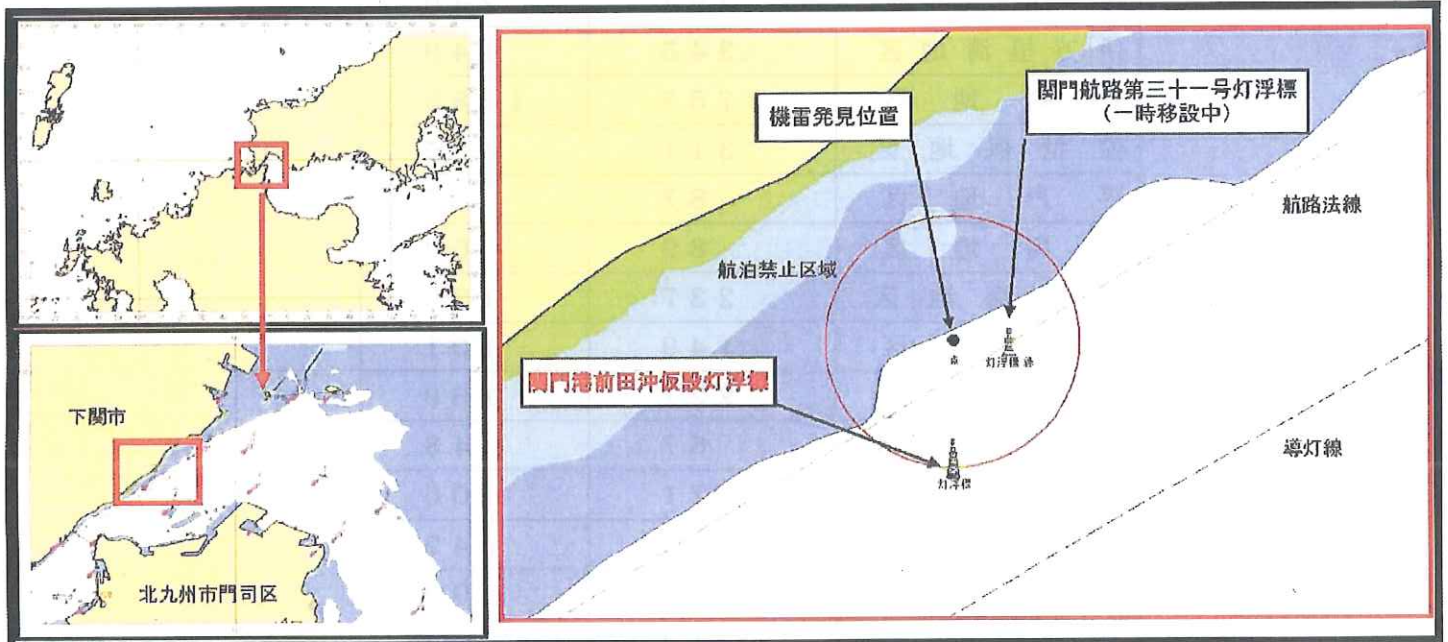 下関市
北九州市門司区
機雷発見位置
関門航路第三十一号灯浮標
(一時移設中)
航路法線
航泊禁止区域
灯浮標
関門港前田沖仮設灯浮標
灯浮標
導灯線